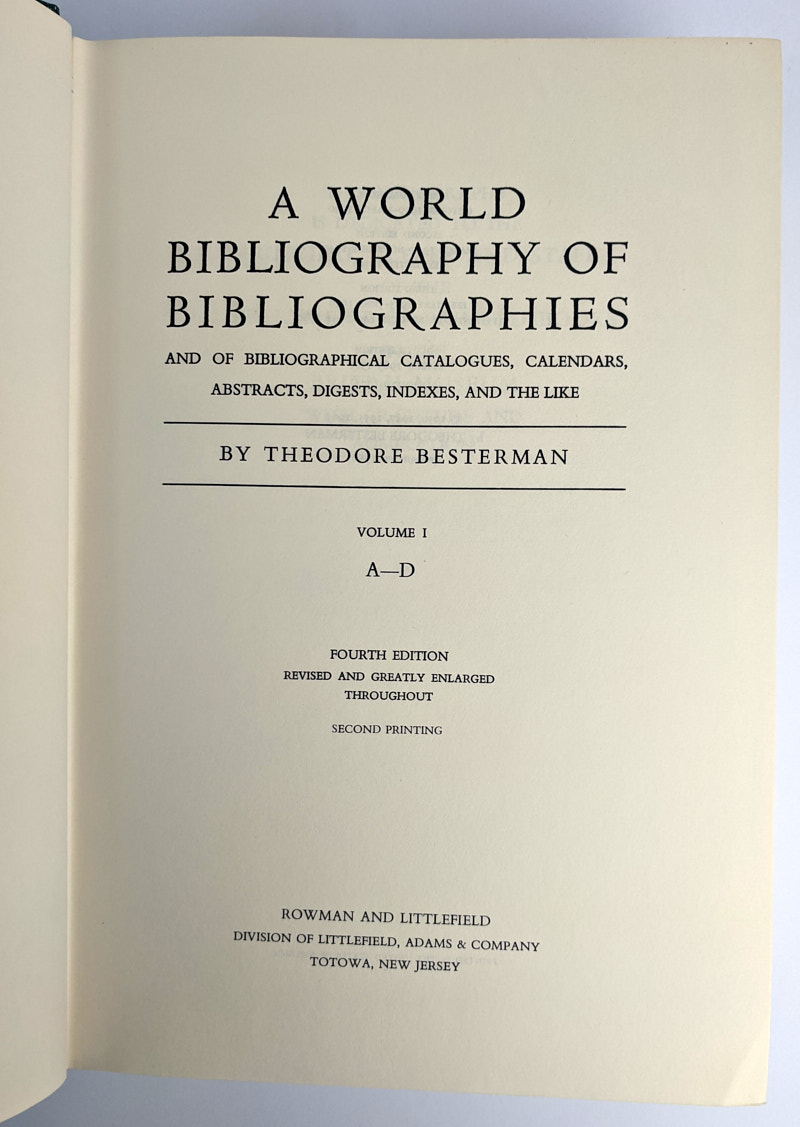 A WORLD
BIBLIOGRAPHY OF
BIBLIOGRAPHIES
AND OF BIBLIOGRAPHICAL CATALOGUES, CALENDARS,
ABSTRACTS, DIGESTS, INDEXES, AND THE LIKE
BY THEODORE BESTERMAN
VOLUME I
A—D
FOURTH EDITION
REVISED AND GREATLY ENLARGED
THROUGHOUT
SECOND PRINTING
ROWMAN AND LITTLEFIELD
DIVISION OF LITTLEFIELD, ADAMS & COMPANY
TOTOWA, NEW JERSEY